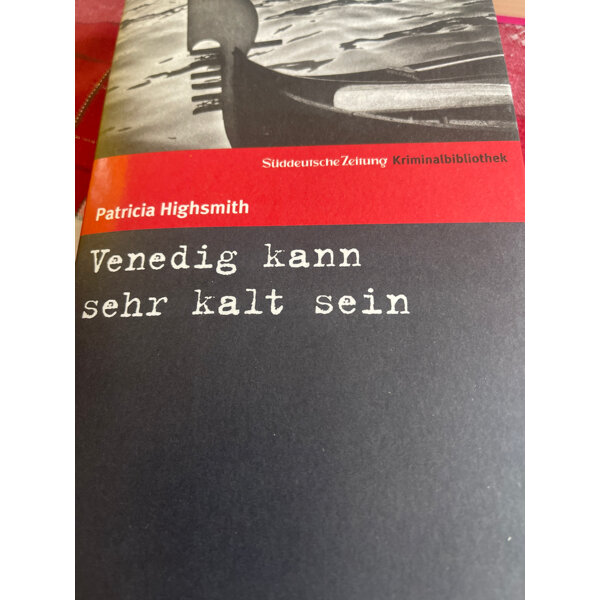 Süddeutsche Zeitung Kriminalbibliothek
Patricia Highsmith
Venedig kann
sehr kalt sein